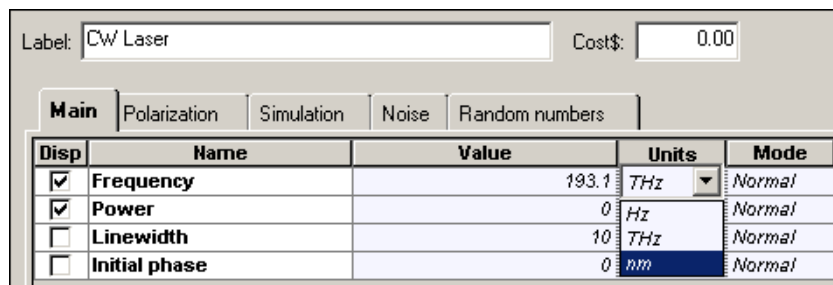 Label: CW Laser Cost$: 0.00
Main Polarization Simulation Noise Random numbers
Disp Name Value Units Mode
Frequency 193.1 THz Normal
Power 0 Hz Normal
Linewidth 10 THz Normal
Initial phase 0 nm Normal